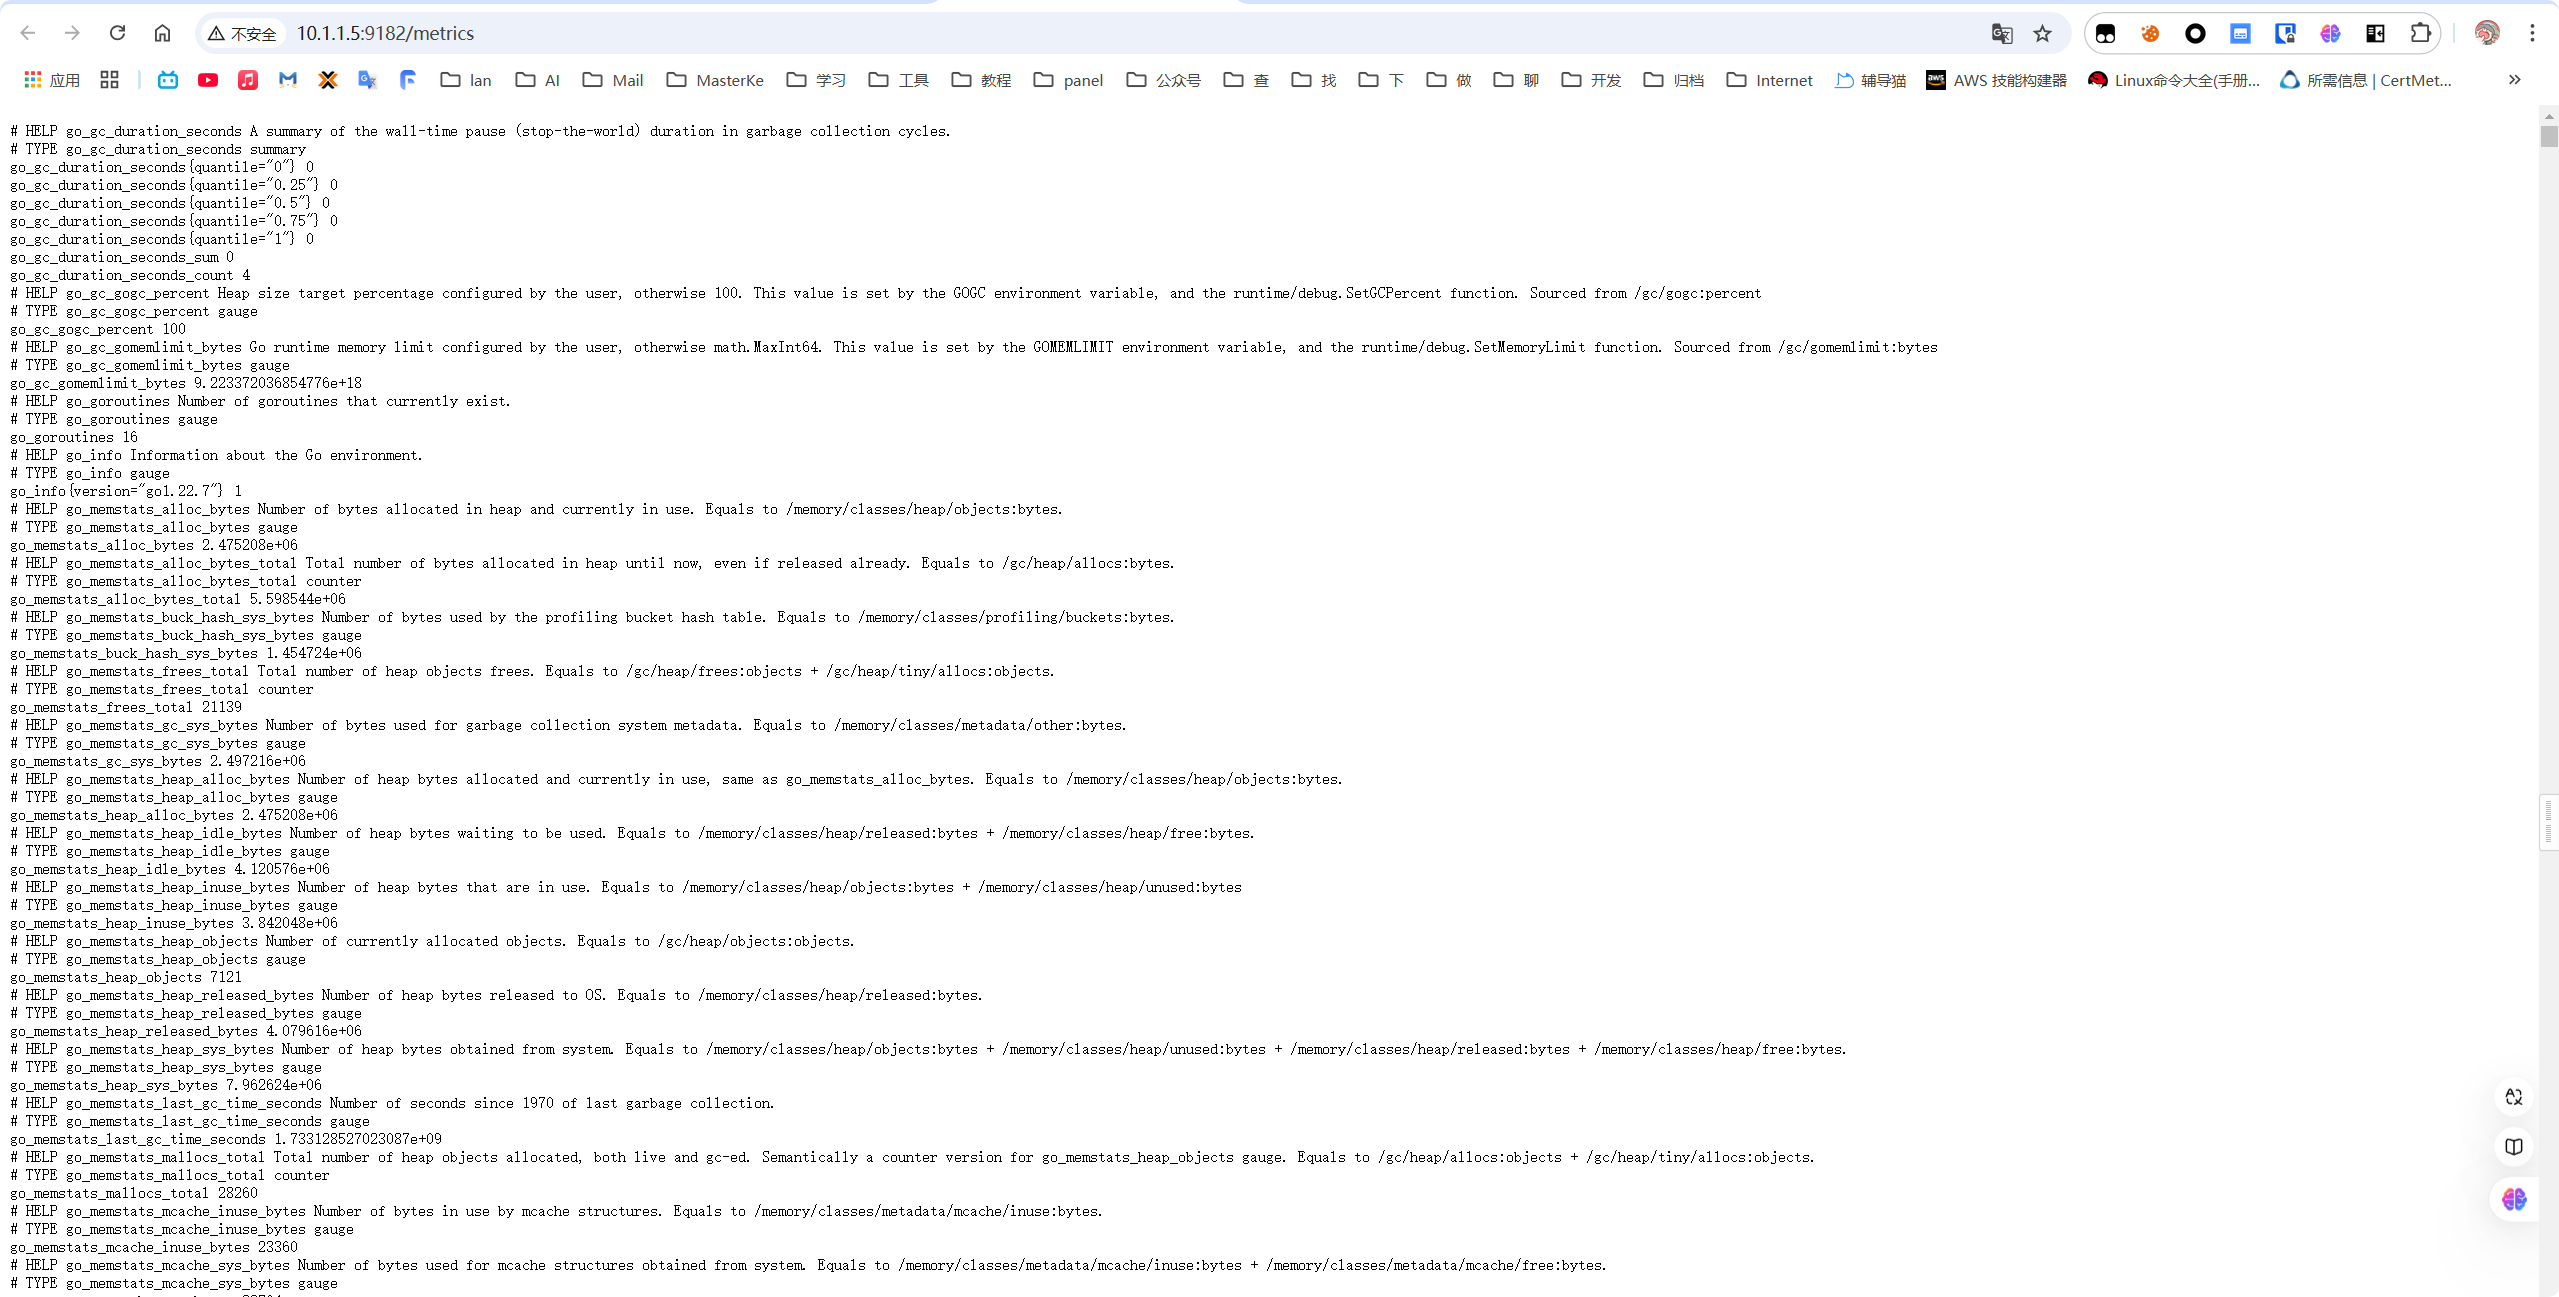 不安全 10.1.1.5:9182/metrics
应用 lan AI Mail MasterKe 学习 工具 教程 panel 公众号 查 找 下 做 聊 开发 归档 Internet 辅导猫 aws AWS 技能构建器 Linux命令大全(手册... 所需信息 | CertMet...
# HELP go_gc_duration_seconds A summary of the wall-time pause (stop-the-world) duration in garbage collection cycles.
# TYPE go_gc_duration_seconds summary
go_gc_duration_seconds{quantile="0"} 0
go_gc_duration_seconds{quantile="0.25"} 0
go_gc_duration_seconds{quantile="0.5"} 0
go_gc_duration_seconds{quantile="0.75"} 0
go_gc_duration_seconds{quantile="1"} 0
go_gc_duration_seconds_sum 0
go_gc_duration_seconds_count 4
# HELP go_gc_gogc_percent Heap size target percentage configured by the user, otherwise 100. This value is set by the GOGC environment variable, and the runtime/debug.SetGCPercent function. Sourced from /gc/gogc:percent
# TYPE go_gc_gogc_percent gauge
go_gc_gogc_percent 100
# HELP go_gc_gomemlimit_bytes Go runtime memory limit configured by the user, otherwise math.MaxInt64. This value is set by the GOMEMLIMIT environment variable, and the runtime/debug.SetMemoryLimit function. Sourced from /gc/gomemlimit:bytes
# TYPE go_gc_gomemlimit_bytes gauge
go_gc_gomemlimit_bytes 9.223372036854776e+18
# HELP go_goroutines Number of goroutines that currently exist.
# TYPE go_goroutines gauge
go_goroutines 16
# HELP go_info Information about the Go environment.
# TYPE go_info gauge
go_info{version="go1.22.7"} 1
# HELP go_memstats_alloc_bytes Number of bytes allocated in heap and currently in use. Equals to /memory/classes/heap/objects:bytes.
# TYPE go_memstats_alloc_bytes gauge
go_memstats_alloc_bytes 2.475208e+06
# HELP go_memstats_alloc_bytes_total Total number of bytes allocated in heap until now, even if released already. Equals to /gc/heap/allocs:bytes.
# TYPE go_memstats_alloc_bytes_total counter
go_memstats_alloc_bytes_total 5.598544e+06
# HELP go_memstats_buck_hash_sys_bytes Number of bytes used by the profiling bucket hash table. Equals to /memory/classes/profiling/buckets:bytes.
# TYPE go_memstats_buck_hash_sys_bytes gauge
go_memstats_buck_hash_sys_bytes 1.454724e+06
# HELP go_memstats_frees_total Total number of heap objects frees. Equals to /gc/heap/frees:objects + /gc/heap/tiny/allocs:objects.
# TYPE go_memstats_frees_total counter
go_memstats_frees_total 21139
# HELP go_memstats_gc_sys_bytes Number of bytes used for garbage collection system metadata. Equals to /memory/classes/metadata/other:bytes.
# TYPE go_memstats_gc_sys_bytes gauge
go_memstats_gc_sys_bytes 2.497216e+06
# HELP go_memstats_heap_alloc_bytes Number of heap bytes allocated and currently in use, same as go_memstats_alloc_bytes. Equals to /memory/classes/heap/objects:bytes.
# TYPE go_memstats_heap_alloc_bytes gauge
go_memstats_heap_alloc_bytes 2.475208e+06
# HELP go_memstats_heap_idle_bytes Number of heap bytes waiting to be used. Equals to /memory/classes/heap/released:bytes + /memory/classes/heap/free:bytes.
# TYPE go_memstats_heap_idle_bytes gauge
go_memstats_heap_idle_bytes 4.120576e+06
# HELP go_memstats_heap_inuse_bytes Number of heap bytes that are in use. Equals to /memory/classes/heap/objects:bytes + /memory/classes/heap/unused:bytes
# TYPE go_memstats_heap_inuse_bytes gauge
go_memstats_heap_inuse_bytes 3.842048e+06
# HELP go_memstats_heap_objects Number of currently allocated objects. Equals to /gc/heap/objects:objects.
# TYPE go_memstats_heap_objects gauge
go_memstats_heap_objects 7121
# HELP go_memstats_heap_released_bytes Number of heap bytes released to OS. Equals to /memory/classes/heap/released:bytes.
# TYPE go_memstats_heap_released_bytes gauge
go_memstats_heap_released_bytes 4.079616e+06
# HELP go_memstats_heap_sys_bytes Number of heap bytes obtained from system. Equals to /memory/classes/heap/objects:bytes + /memory/classes/heap/unused:bytes + /memory/classes/heap/released:bytes + /memory/classes/heap/free:bytes.
# TYPE go_memstats_heap_sys_bytes gauge
go_memstats_heap_sys_bytes 7.962624e+06
# HELP go_memstats_last_gc_time_seconds Number of seconds since 1970 of last garbage collection.
# TYPE go_memstats_last_gc_time_seconds gauge
go_memstats_last_gc_time_seconds 1.733128527023087e+09
# HELP go_memstats_mallocs_total Total number of heap objects allocated, both live and gc-ed. Semantically a counter version for go_memstats_heap_objects gauge. Equals to /gc/heap/allocs:objects + /gc/heap/tiny/allocs:objects.
# TYPE go_memstats_mallocs_total counter
go_memstats_mallocs_total 28260
# HELP go_memstats_mcache_inuse_bytes Number of bytes in use by mcache structures. Equals to /memory/classes/metadata/mcache/inuse:bytes.
# TYPE go_memstats_mcache_inuse_bytes gauge
go_memstats_mcache_inuse_bytes 23360
# HELP go_memstats_mcache_sys_bytes Number of bytes used for mcache structures obtained from system. Equals to /memory/classes/metadata/mcache/inuse:bytes + /memory/classes/metadata/mcache/free:bytes.
# TYPE go_memstats_mcache_sys_bytes gauge